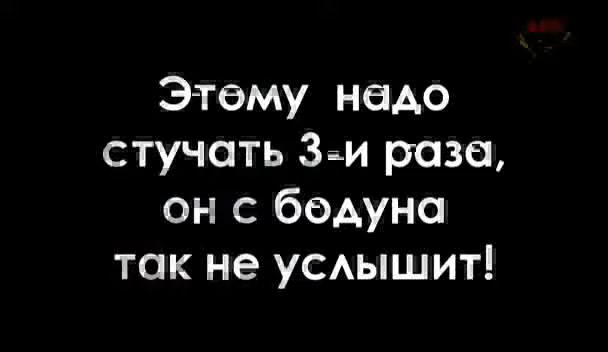 Этому надо
стучать 3-и раза,
он с бодуна
так не услышит!